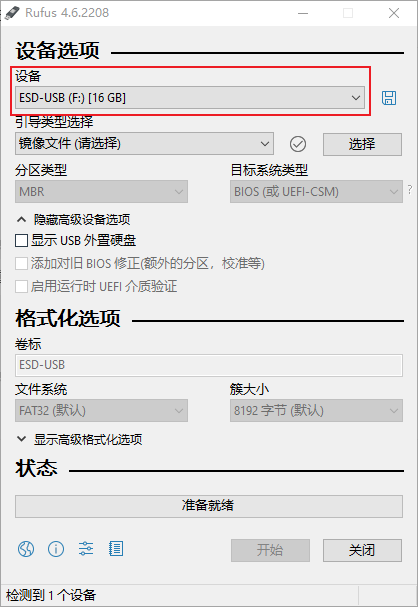 Rufus 4.6.2208
设备选项
设备
ESD-USB (F:) [16 GB]
引导类型选择
镜像文件 (请选择)
选择
分区类型
目标系统类型
MBR
BIOS (或 UEFI-CSM)
?
隐藏高级设备选项
显示 USB 外置硬盘
添加对旧 BIOS 修正(额外的分区，校准等)
启用运行时 UEFI 介质验证
格式化选项
卷标
ESD-USB
文件系统
簇大小
FAT32 (默认)
8192 字节 (默认)
显示高级格式化选项
状态
准备就绪
开始
关闭
检测到 1 个设备